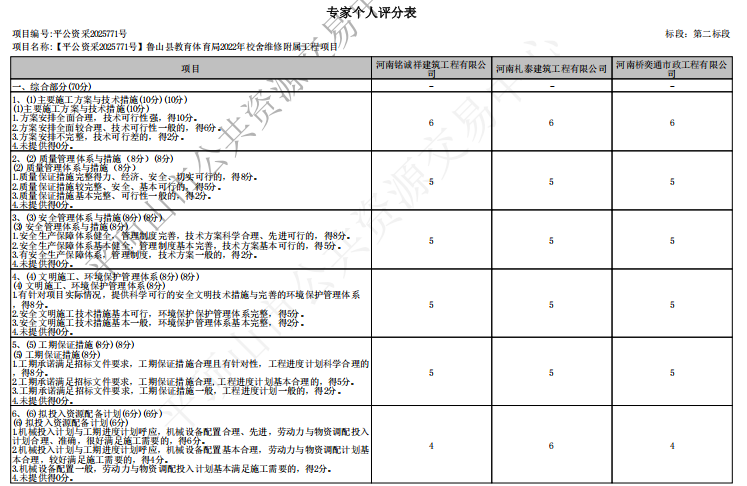 专家个人评分表
项目编号:平公资采2025771号 标段: 第二标段
项目名称:【平公资采2025771号】鲁山县教育体育局2022年校舍维修附属工程项目
项目 河南铭诚祥建筑工程有限公司 河南札泰建筑工程有限公司 河南桥奕通市政工程有限公司
一、综合部分(70分) - - -
1、(1)主要施工方案与技术措施(10分)(10分)
(1)主要施工方案与技术措施(10分)
1.方案安排全面合理，技术可行性强，得10分。
2.方案安排全面较合理、技术可行性一般的，得6分。
3.方案安排不完整，技术可行差的，得2分。
4.未提供得0分。
6 6 6
2、(2) 质量管理体系与措施（8分）(8分)
(2) 质量管理体系与措施（8分）
1.质量保证措施完整得力、经济、安全、切实可行的，得8分。
2.质量保证措施较完整、安全、基本可行的，得5分。
3.质量保证措施基本完整、可行性一般的，得2分。
4.未提供得0分。
5 5 5
3、(3)安全管理体系与措施(8分)(8分)
(3)安全管理体系与措施(8分)
1.安全生产保障体系健全、管理制度完善，技术方案科学合理、先进可行的，得8分。
2.安全生产保障体系基本健全、管理制度基本完善，技术方案基本可行的，得5分。
3.有安全生产保障体系、管理制度，技术方案一般的，得2分。
4.未提供得0分。
5 5 5
4、(4)文明施工、环境保护管理体系(8分)(8分)
(4)文明施工、环境保护管理体系(8分)
1.有针对项目实际情况，提供科学可行的安全文明技术措施与完善的环境保护管理体系
，得8分。
2.安全文明施工技术措施基本可行，环境保护保护管理体系完整，得5分。
3.安全文明施工技术措施基本一般，环境保护管理体系基本完整，得2分。
4.未提供得0分。
5 5 5
5、(5)工期保证措施(8分)(8分)
(5)工期保证措施(8分)
1.工期承诺满足招标文件要求，工期保证措施合理且有针对性，工程进度计划科学合理的
，得8分。
2.工期承诺满足招标文件要求，工期保证措施合理,工程进度计划基本合理的，得5分。
3.工期承诺满足招标文件要求，工期保证措施一般，工程进度计划一般的，得2分。
4.未提供得0分。
5 5 5
6、(6)拟投入资源配备计划(6分)(6分)
(6)拟投入资源配备计划(6分)
1.机械投入计划与工期进度计划呼应，机械设备配置合理、先进，劳动力与物资调配投入
计划合理、准确，很好满足施工需要的，得6分。
2.机械投入计划与工期进度计划呼应，机械设备配置基本合理，劳动力与物资配置计划基
本合理，较好满足施工需要的，得4分。
3.机械设备配置一般，劳动力与物资调配投入计划基本满足施工需要的，得2分。
4.未提供得0分。
4 6 4
平顶山市公共资源交易中心
平顶山市公共资源交易中心